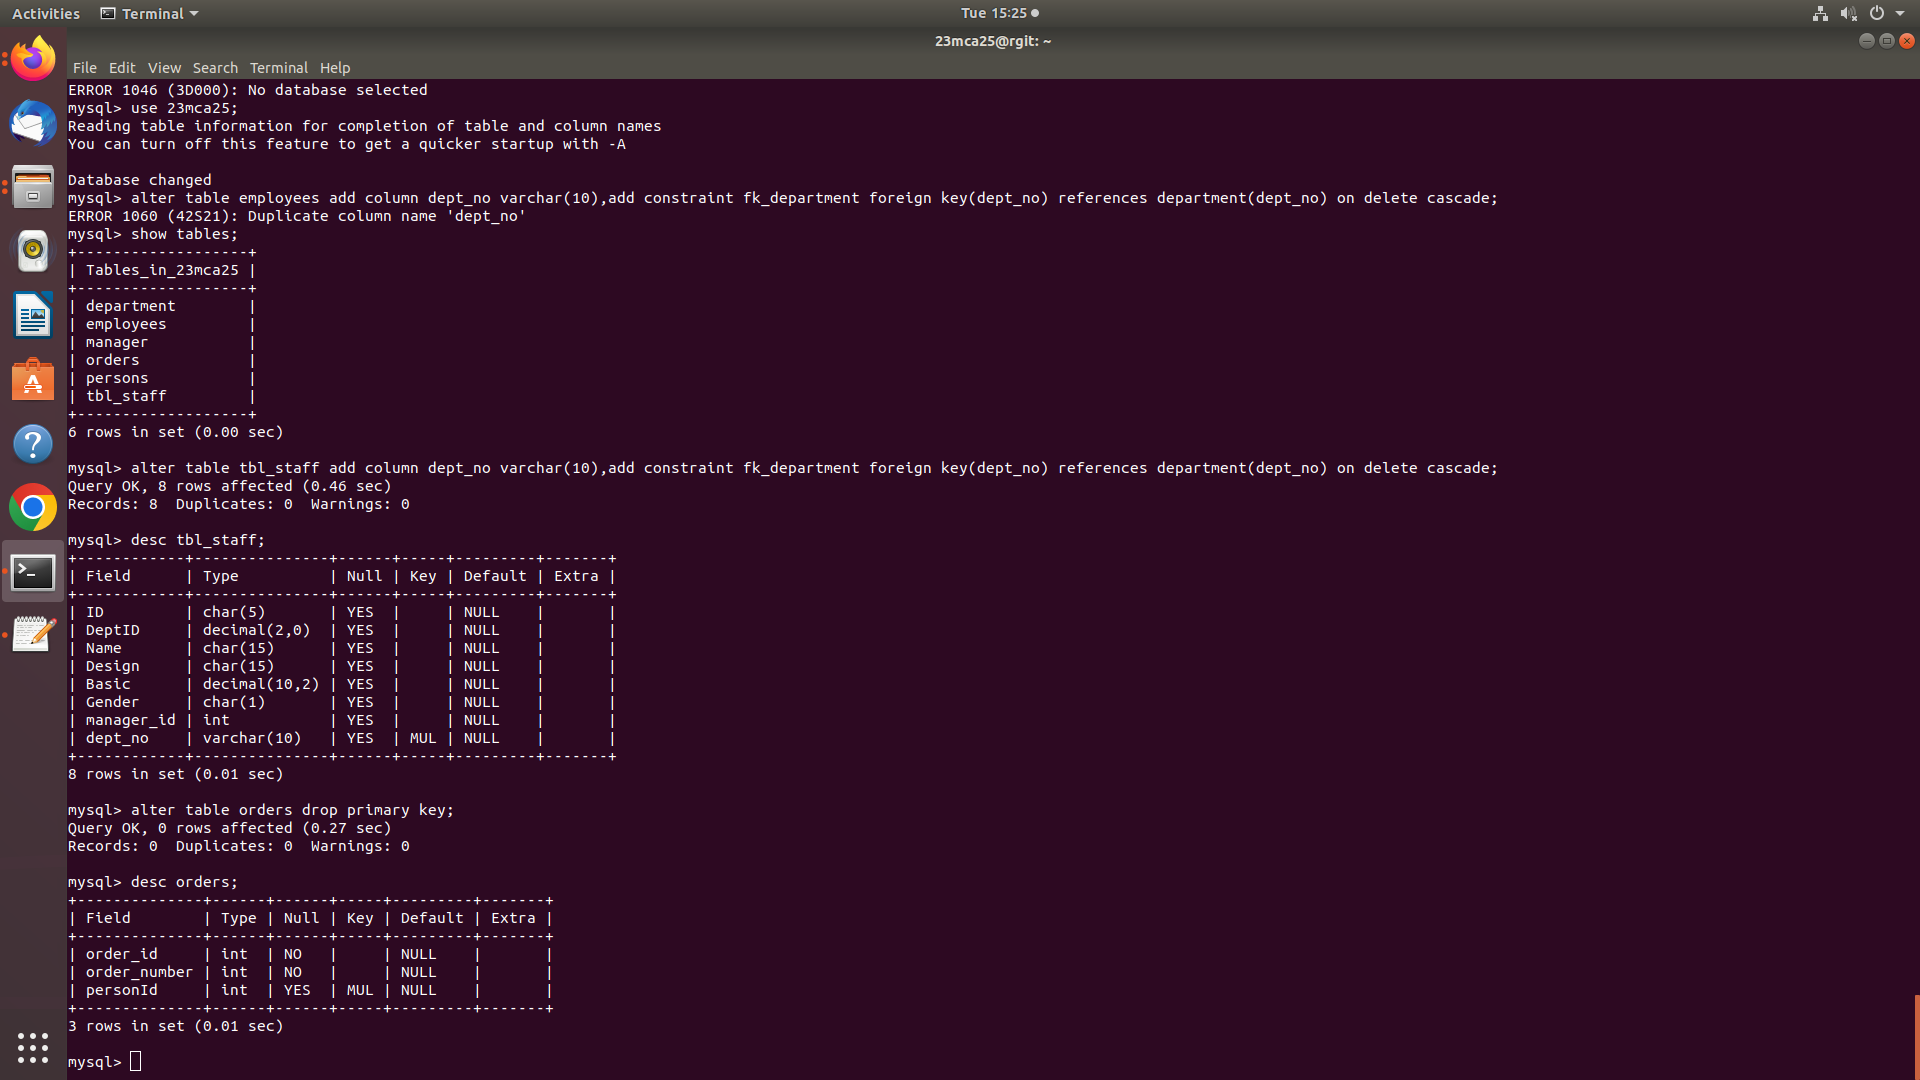 Activities Terminal Tue 15:25
23mca25@rgit: ~
File Edit View Search Terminal Help
ERROR 1046 (3D000): No database selected
mysql> use 23mca25;
Reading table information for completion of table and column names
You can turn off this feature to get a quicker startup with -A

Database changed
mysql> alter table employees add column dept_no varchar(10),add constraint fk_department foreign key(dept_no) references department(dept_no) on delete cascade;
ERROR 1060 (42S21): Duplicate column name 'dept_no'
mysql> show tables;
+-------------------+
| Tables_in_23mca25 |
+-------------------+
| department        |
| employees         |
| manager           |
| orders            |
| persons           |
| tbl_staff         |
+-------------------+
6 rows in set (0.00 sec)

mysql> alter table tbl_staff add column dept_no varchar(10),add constraint fk_department foreign key(dept_no) references department(dept_no) on delete cascade;
Query OK, 8 rows affected (0.46 sec)
Records: 8  Duplicates: 0  Warnings: 0

mysql> desc tbl_staff;
+------------+---------------+------+-----+---------+-------+
| Field      | Type          | Null | Key | Default | Extra |
+------------+---------------+------+-----+---------+-------+
| ID         | char(5)       | YES  |     | NULL    |       |
| DeptID     | decimal(2,0)  | YES  |     | NULL    |       |
| Name       | char(15)      | YES  |     | NULL    |       |
| Design     | char(15)      | YES  |     | NULL    |       |
| Basic      | decimal(10,2) | YES  |     | NULL    |       |
| Gender     | char(1)       | YES  |     | NULL    |       |
| manager_id | int           | YES  |     | NULL    |       |
| dept_no    | varchar(10)   | YES  | MUL | NULL    |       |
+------------+---------------+------+-----+---------+-------+
8 rows in set (0.01 sec)

mysql> alter table orders drop primary key;
Query OK, 0 rows affected (0.27 sec)
Records: 0  Duplicates: 0  Warnings: 0

mysql> desc orders;
+--------------+------+------+-----+---------+-------+
| Field        | Type | Null | Key | Default | Extra |
+--------------+------+------+-----+---------+-------+
| order_id     | int  | NO   |     | NULL    |       |
| order_number | int  | NO   |     | NULL    |       |
| personId     | int  | YES  | MUL | NULL    |       |
+--------------+------+------+-----+---------+-------+
3 rows in set (0.01 sec)

mysql>